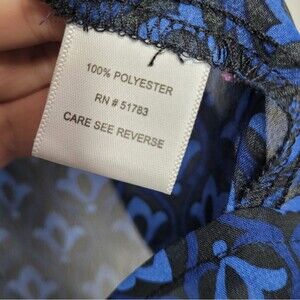 100% POLYESTER
RN # 51783
CARE SEE REVERSE